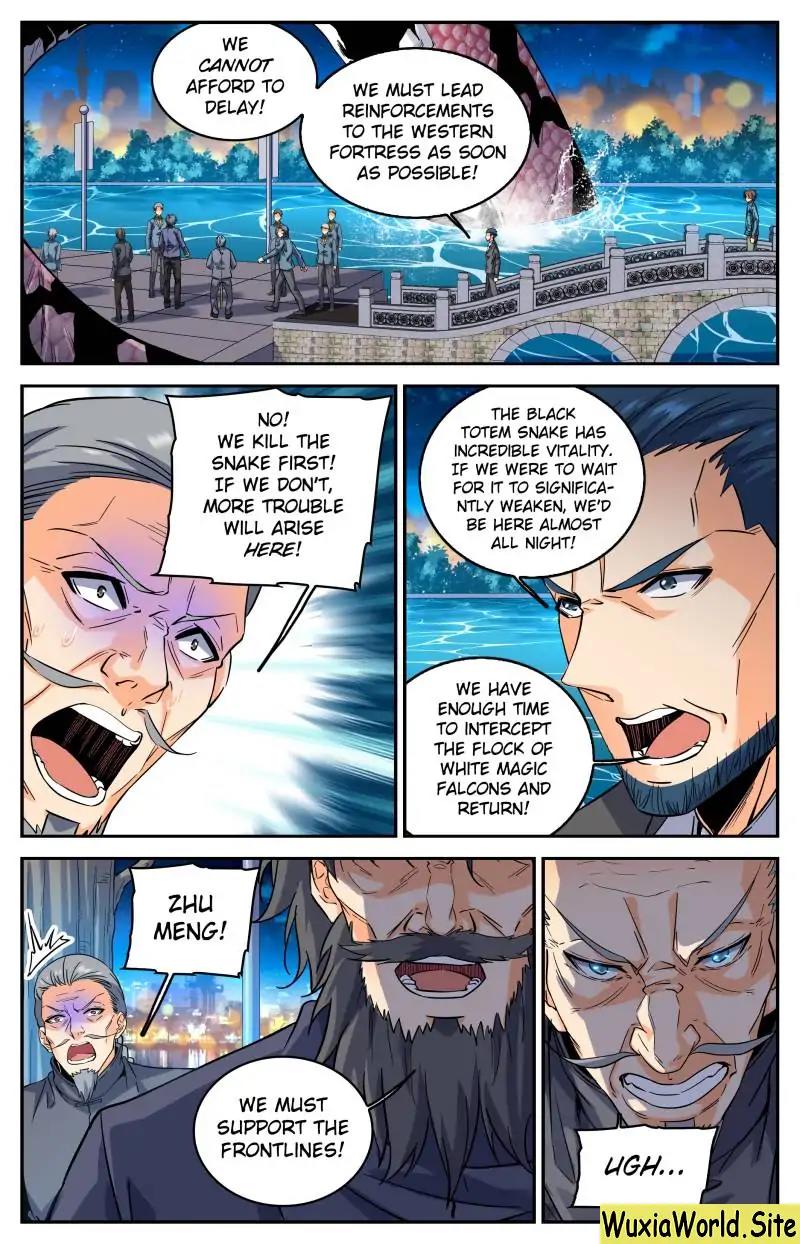 WE
CANNOT
AFFORD TO
DELAY!
WE MUST LEAD
REINFORCEMENTS
TO THE WESTERN
FORTRESS AS SOON
AS POSSIBLE!
NO!
WE KILL THE
SNAKE FIRST!
IF WE DON'T,
MORE TROUBLE
WILL ARISE
HERE!
THE BLACK
TOTEM SNAKE HAS
INCREDIBLE VITALITY.
IF WE WERE TO WAIT
FOR IT TO SIGNIFICA-
NTLY WEAKEN, WE'D
BE HERE ALMOST
ALL NIGHT!
WE HAVE
ENOUGH TIME
TO INTERCEPT
THE FLOCK OF
WHITE MAGIC
FALCONS AND
RETURN!
ZHU
MENG!
WE MUST
SUPPORT THE
FRONTLINES!
UGH...
WuxiaWorld.Site